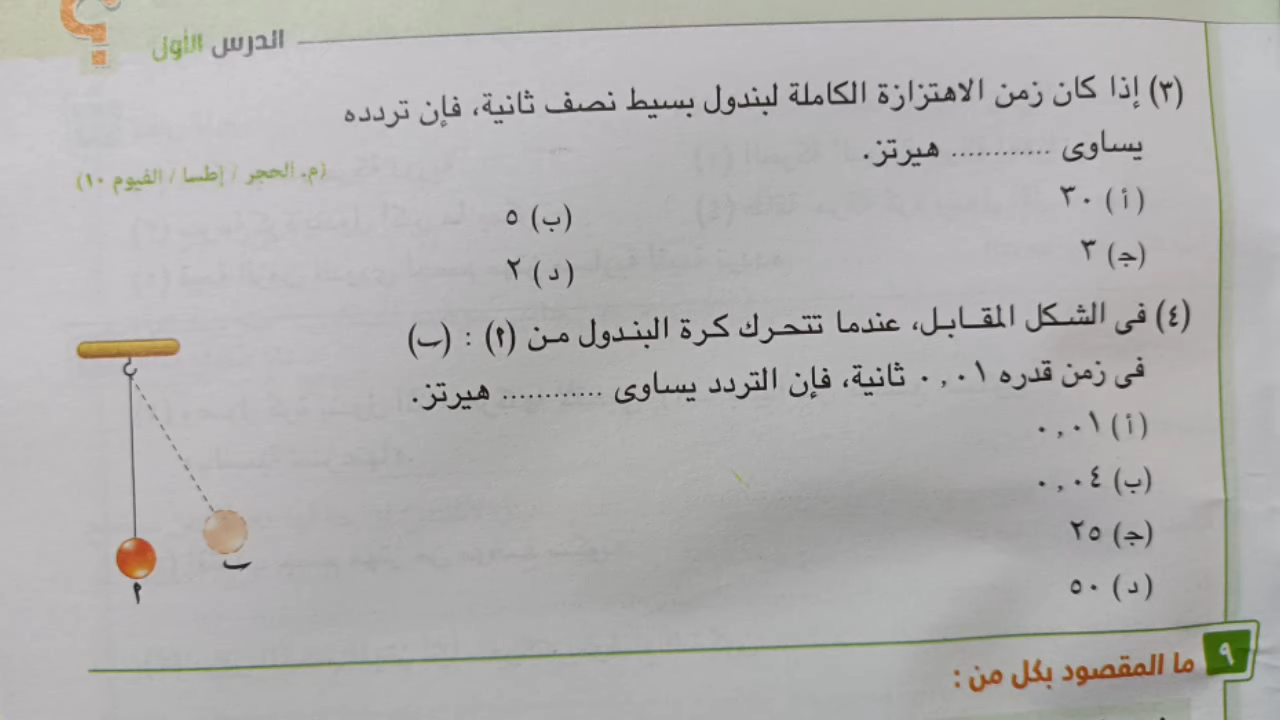 الدرس الأول
(٣) إذا كان زمن الاهتزازة الكاملة لبندول بسيط نصف ثانية، فإن تردده
يساوى ............ هيرتز.
(م. الحجر / إطسا / الفيوم ١٠)
(أ) ٣٠
(ب) ٥
(جـ) ٣
(د) ٢
(٤) فى الشكل المقابل، عندما تتحرك كرة البندول من (١) : (ب)
فى زمن قدره ٠,٠١ ثانية، فإن التردد يساوى ............ هيرتز.
(أ) ٠,٠١
(ب) ٠,٠٤
(جـ) ٢٥
(د) ٥٠
ب
١
٩ ما المقصود بكل من :